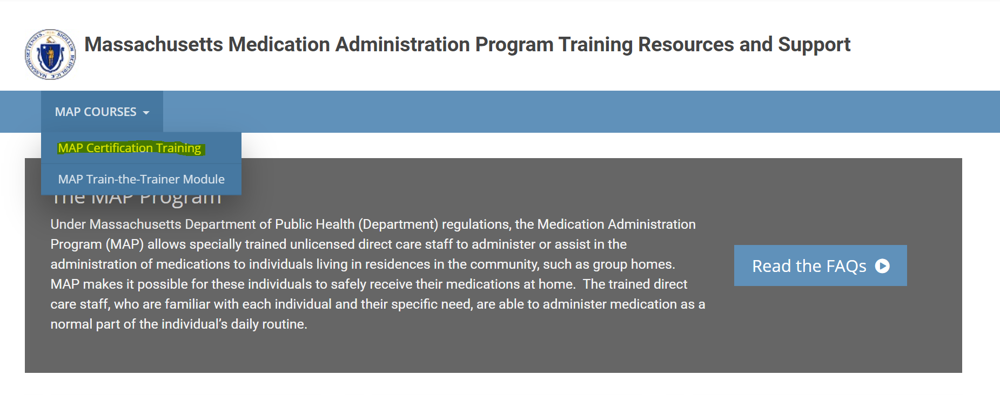 Massachusetts Medication Administration Program Training Resources and Support
MAP COURSES
MAP Certification Training
MAP Train-the-Trainer Module
The MAP Program
Under Massachusetts Department of Public Health (Department) regulations, the Medication Administration
Program (MAP) allows specially trained unlicensed direct care staff to administer or assist in the
administration of medications to individuals living in residences in the community, such as group homes.
MAP makes it possible for these individuals to safely receive their medications at home.  The trained direct
care staff, who are familiar with each individual and their specific need, are able to administer medication as a
normal part of the individual’s daily routine.
Read the FAQs